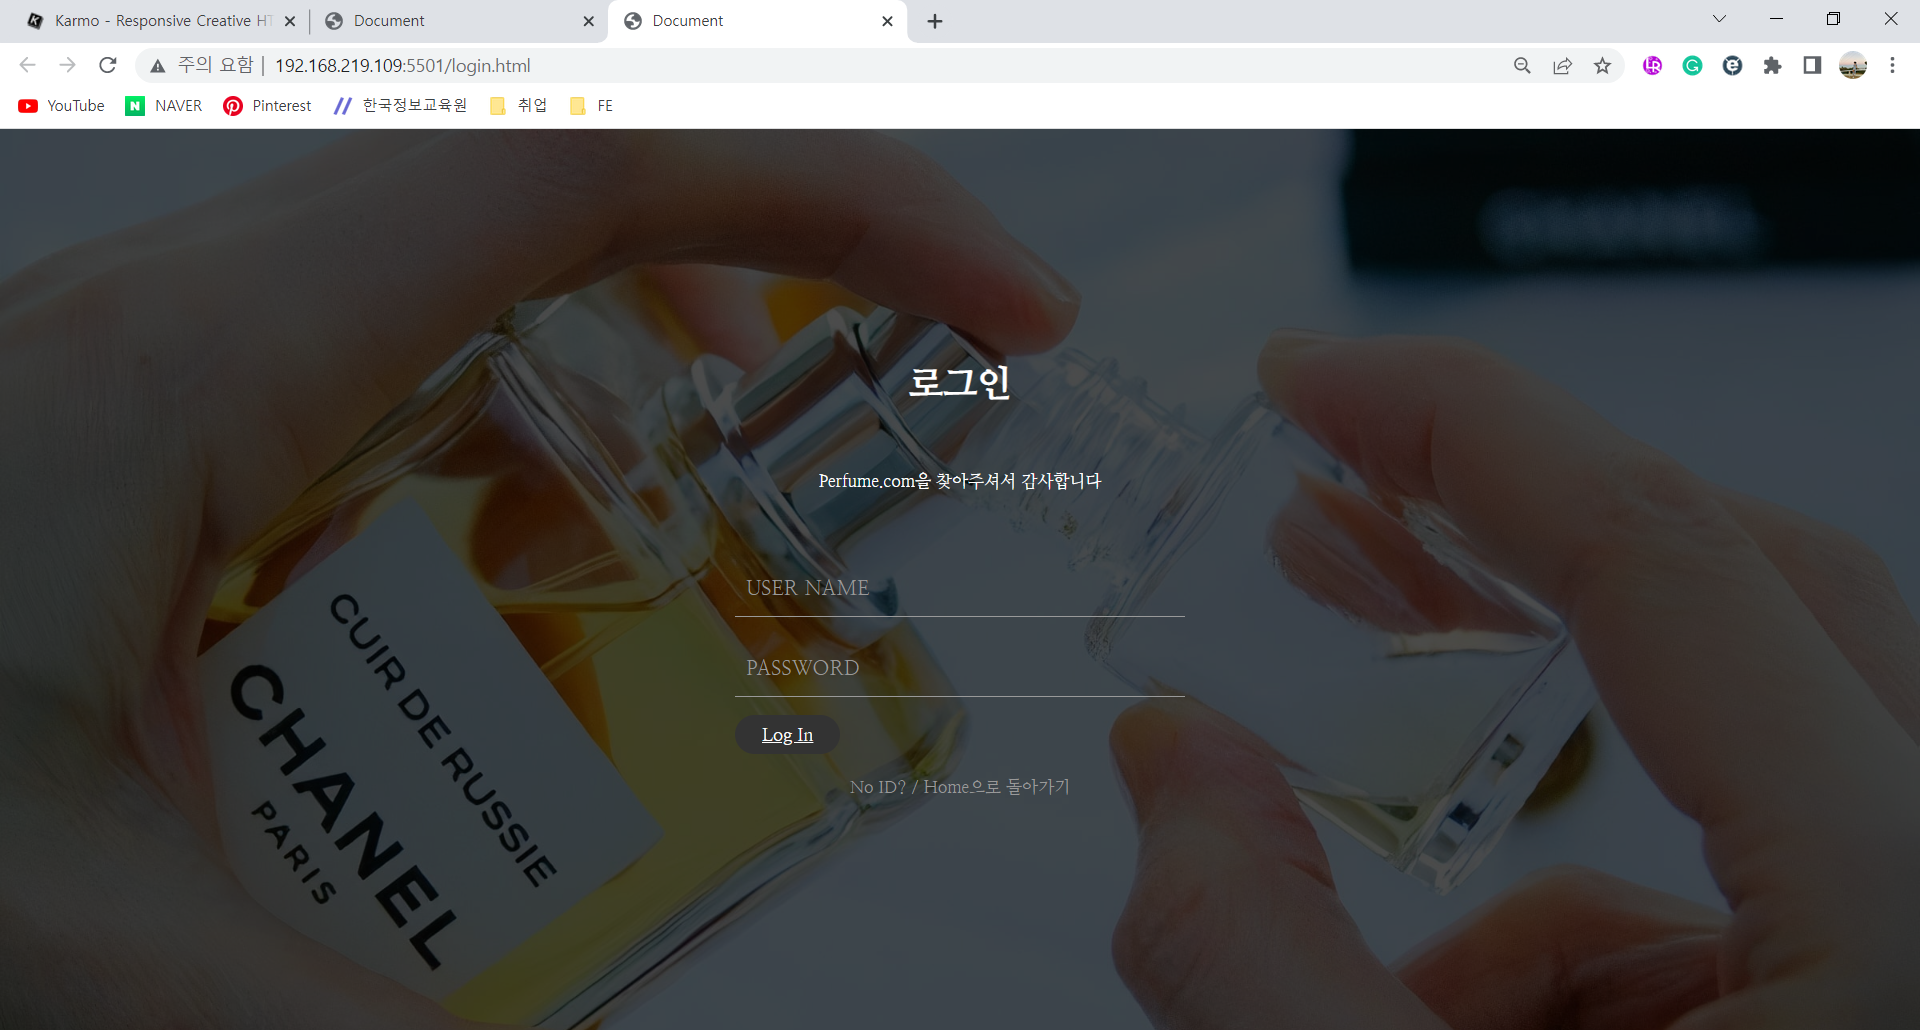 Karmo - Responsive Creative HT
Document
Document
주의 요함
192.168.219.109:5501/login.html
YouTube
NAVER
Pinterest
한국정보교육원
취업
FE
로그인
Perfume.com을 찾아주셔서 감사합니다
USER NAME
PASSWORD
Log In
No ID? / Home으로 돌아가기
CUIR DE RUSSIE
CHANEL
PARIS